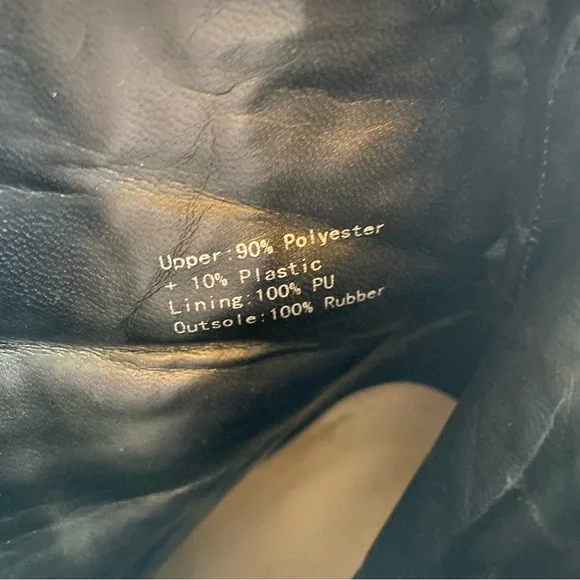 Upper:90% Polyester
+ 10% Plastic
Lining:100% PU
Outsole:100% Rubber